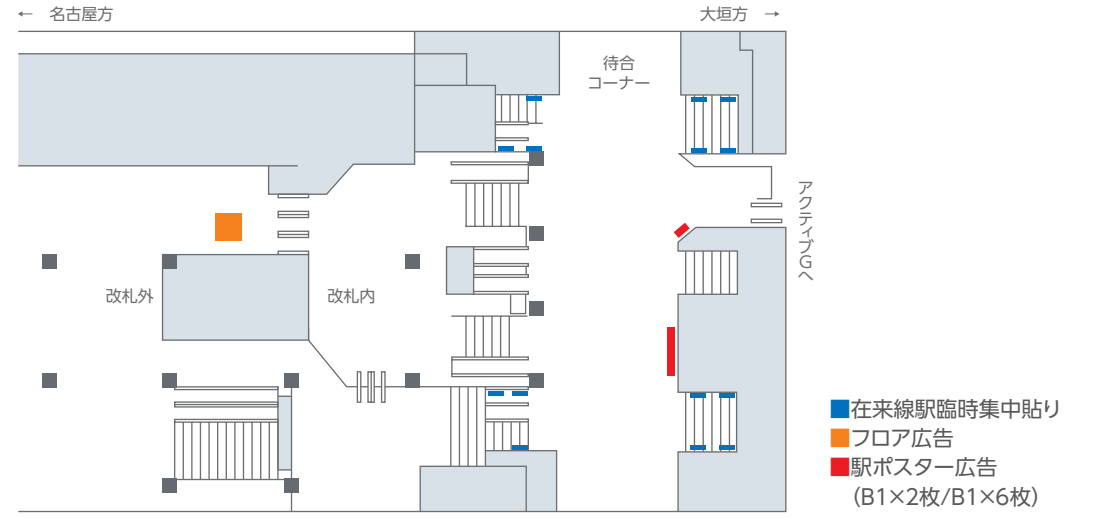 ← 名古屋方
大垣方 →
待合
コーナー
アクティブGへ
改札外
改札内
■在来線駅臨時集中貼り
■フロア広告
■駅ポスター広告
(B1×2枚/B1×6枚)